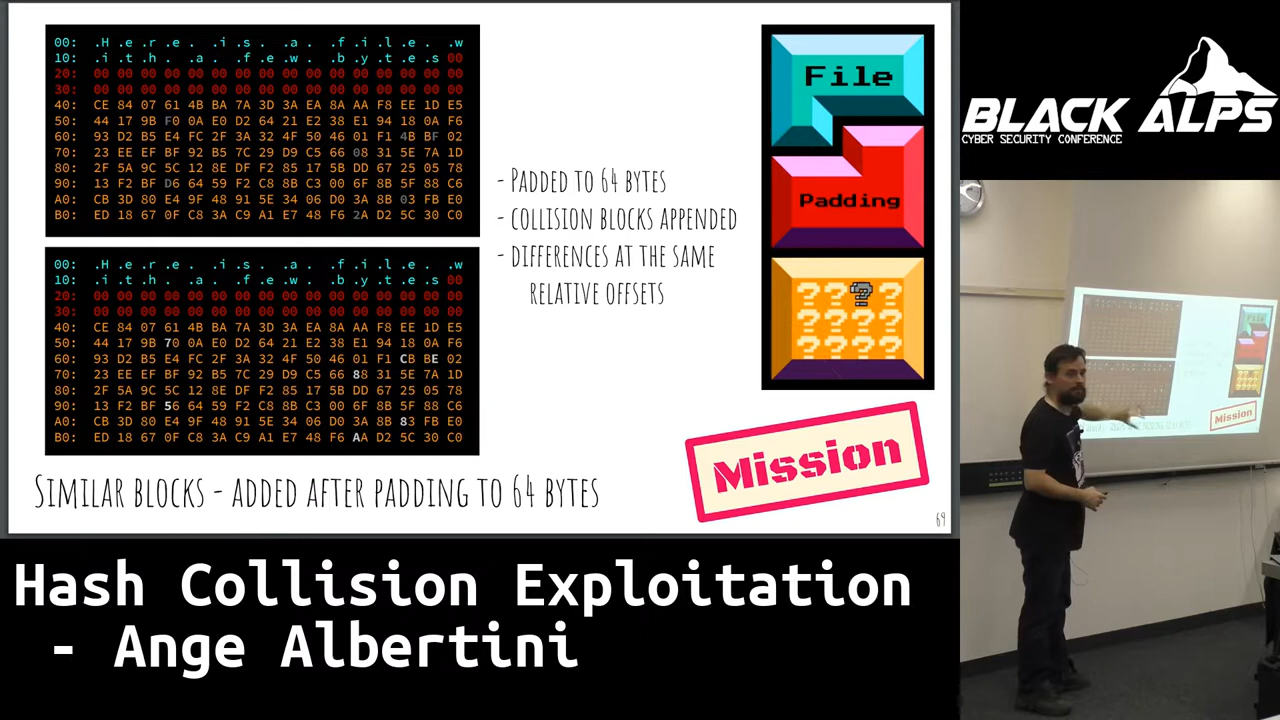 00: .H .e .r .e . .i .s . .a . .f .i .l .e . .w
10: .i .t .h . .a . .f .e .w . .b .y .t .e .s 00
20: 00 00 00 00 00 00 00 00 00 00 00 00 00 00 00 00
30: 00 00 00 00 00 00 00 00 00 00 00 00 00 00 00 00
40: CE 84 07 61 4B BA 7A 3D 3A EA 8A AA F8 EE 1D E5
50: 44 17 9B F0 0A E0 D2 64 21 E2 38 E1 94 18 0A F6
60: 93 D2 B5 E4 FC 2F 3A 32 4F 50 46 01 F1 4B BF 02
70: 23 EE EF BF 92 B5 7C 29 D9 C5 66 08 31 5E 7A 1D
80: 2F 5A 9C 5C 12 8E DF F2 85 17 5B DD 67 25 05 78
90: 13 F2 BF D6 64 59 F2 C8 8B C3 00 6F 8B 5F 88 C6
A0: CB 3D 80 E4 9F 48 91 5E 34 06 D0 3A 8B 03 FB E0
B0: ED 18 67 0F C8 3A C9 A1 E7 48 F6 2A D2 5C 30 C0
00: .H .e .r .e . .i .s . .a . .f .i .l .e . .w
10: .i .t .h . .a . .f .e .w . .b .y .t .e .s 00
20: 00 00 00 00 00 00 00 00 00 00 00 00 00 00 00 00
30: 00 00 00 00 00 00 00 00 00 00 00 00 00 00 00 00
40: CE 84 07 61 4B BA 7A 3D 3A EA 8A AA F8 EE 1D E5
50: 44 17 9B 70 0A E0 D2 64 21 E2 38 E1 94 18 0A F6
60: 93 D2 B5 E4 FC 2F 3A 32 4F 50 46 01 F1 CB BE 02
70: 23 EE EF BF 92 B5 7C 29 D9 C5 66 88 31 5E 7A 1D
80: 2F 5A 9C 5C 12 8E DF F2 85 17 5B DD 67 25 05 78
90: 13 F2 BF 56 64 59 F2 C8 8B C3 00 6F 8B 5F 88 C6
A0: CB 3D 80 E4 9F 48 91 5E 34 06 D0 3A 8B 83 FB E0
B0: ED 18 67 0F C8 3A C9 A1 E7 48 F6 AA D2 5C 30 C0
- Padded to 64 bytes
- collision blocks appended
- differences at the same
relative offsets
File
Padding
? ? ? ?
? ? ? ?
? ? ? ?
Mission
Similar blocks - added after padding to 64 bytes
69
Hash Collision Exploitation
- Ange Albertini
BLACK ALPS
CYBER SECURITY CONFERENCE
Mission